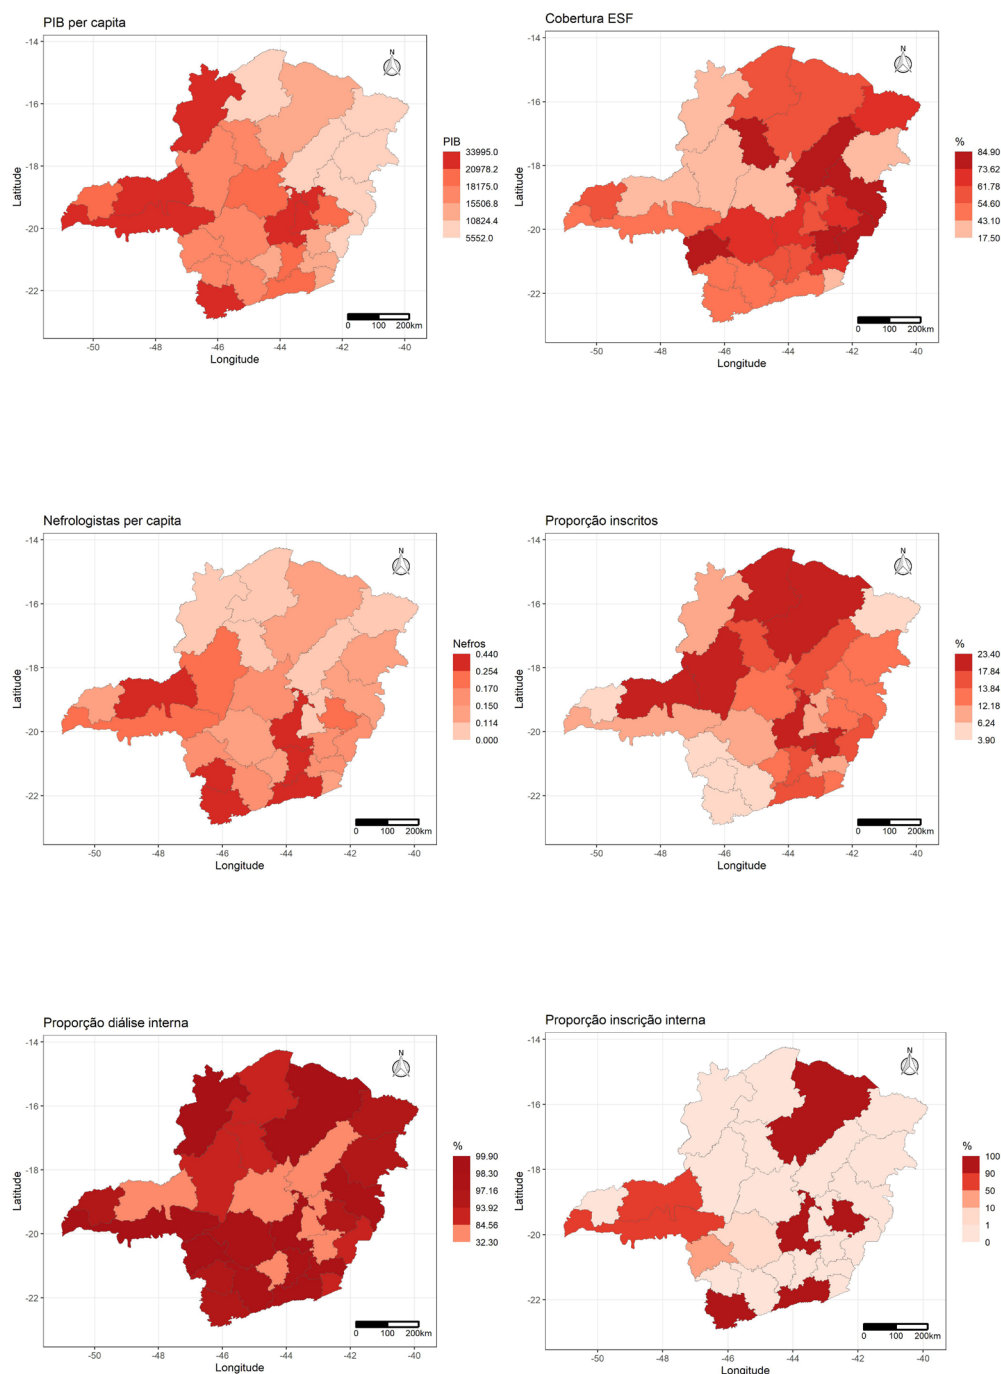 PIB per capita
N
-14
-16
-18
-20
-22
Latitude
PIB
33995.0
20978.2
18175.0
15506.8
10824.4
5552.0
0 100 200km
-50 -48 -46 -44 -42 -40
Longitude
Cobertura ESF
N
-14
-16
-18
-20
-22
Latitude
%
84.90
73.62
61.78
54.60
43.10
17.50
0 100 200km
-50 -48 -46 -44 -42 -40
Longitude
Nefrologistas per capita
N
-14
-16
-18
-20
-22
Latitude
Nefros
0.440
0.254
0.170
0.150
0.114
0.000
0 100 200km
-50 -48 -46 -44 -42 -40
Longitude
Proporção inscritos
N
-14
-16
-18
-20
-22
Latitude
%
23.40
17.84
13.84
12.18
6.24
3.90
0 100 200km
-50 -48 -46 -44 -42 -40
Longitude
Proporção diálise interna
N
-14
-16
-18
-20
-22
Latitude
%
99.90
98.30
97.16
93.92
84.56
32.30
0 100 200km
-50 -48 -46 -44 -42 -40
Longitude
Proporção inscrição interna
N
-14
-16
-18
-20
-22
Latitude
%
100
90
50
10
1
0
0 100 200km
-50 -48 -46 -44 -42 -40
Longitude